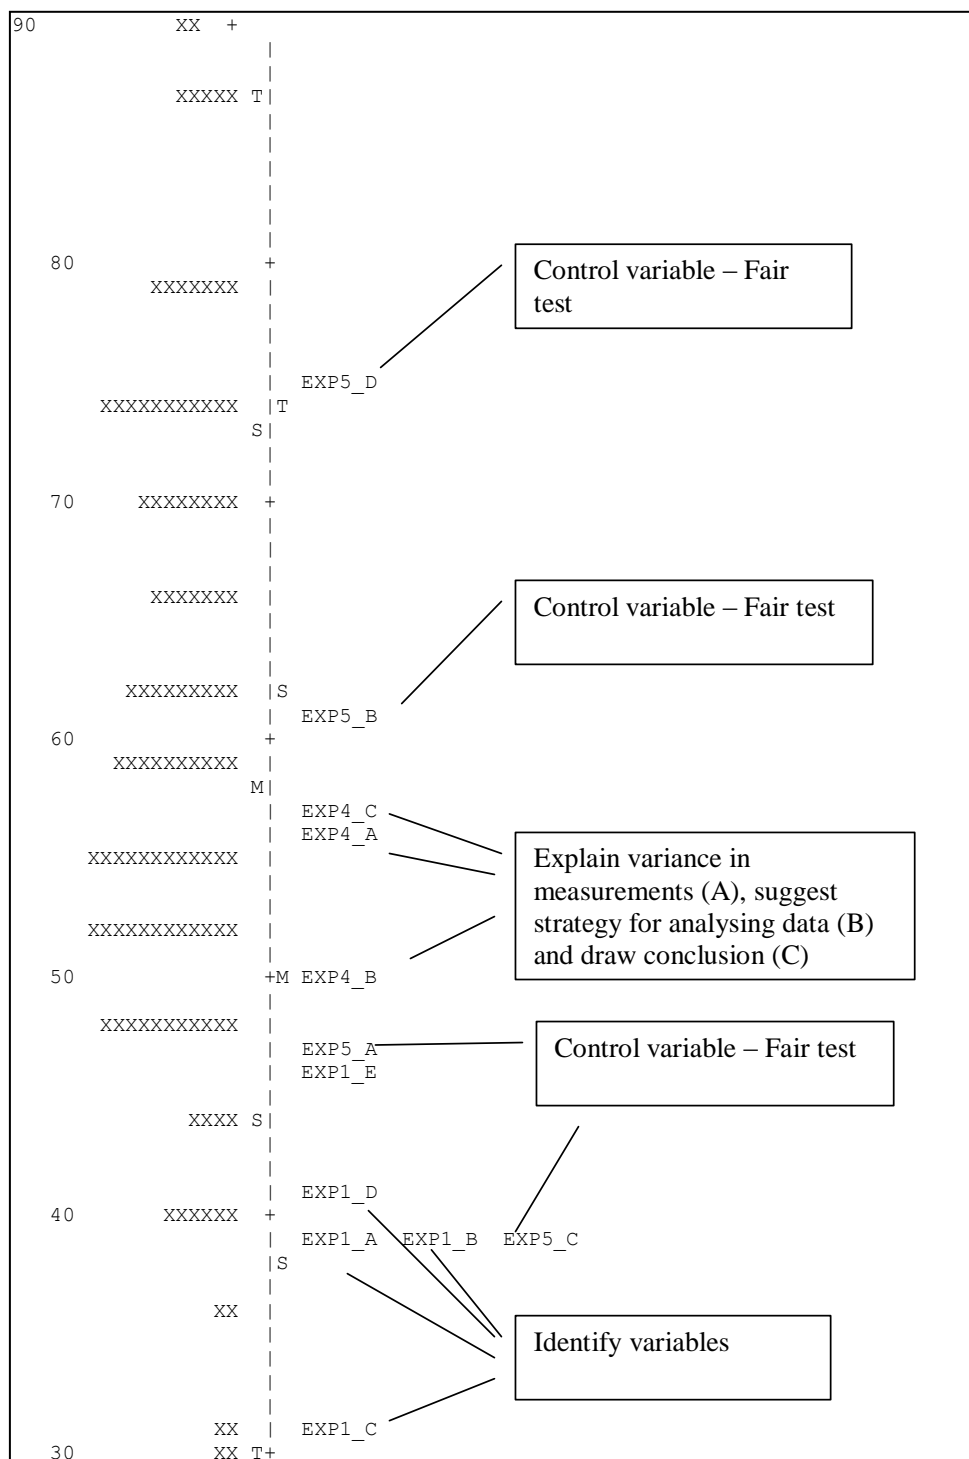 90 XX +
|
|
XXXXX T|
|
|
|
|
|
|
80 +
XXXXXXX |
|
|
|
| EXP5_D
XXXXXXXXXXX |T
S|
|
|
70 XXXXXXXX +
|
|
|
XXXXXXX |
|
|
|
XXXXXXXXX |S
| EXP5_B
60 +
XXXXXXXXXX |
M|
| EXP4_C
| EXP4_A
XXXXXXXXXXXX |
|
|
XXXXXXXXXXXX |
|
50 +M EXP4_B
|
XXXXXXXXXXX |
| EXP5_A
| EXP1_E
|
XXXX S|
|
|
| EXP1_D
40 XXXXXX +
| EXP1_A EXP1_B EXP5_C
|S
|
XX |
|
|
|
|
XX | EXP1_C
30 XX T+
Control variable – Fair
test
Control variable – Fair test
Explain variance in
measurements (A), suggest
strategy for analysing data (B)
and draw conclusion (C)
Control variable – Fair test
Identify variables